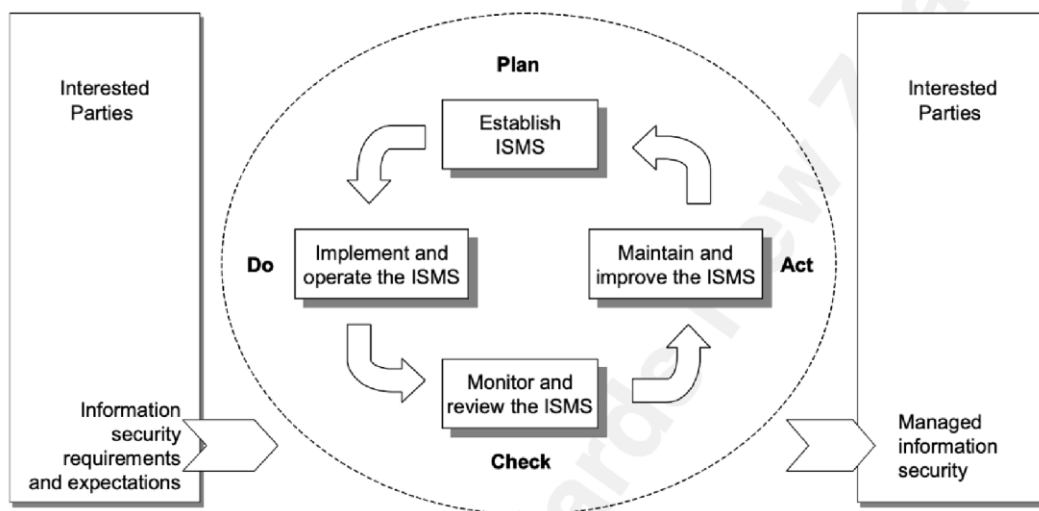 Interested
Parties
Information
security
requirements
and expectations
Plan
Establish
ISMS
Do
Implement and
operate the ISMS
Maintain and
improve the ISMS
Act
Monitor and
review the ISMS
Check
Interested
Parties
Managed
information
security